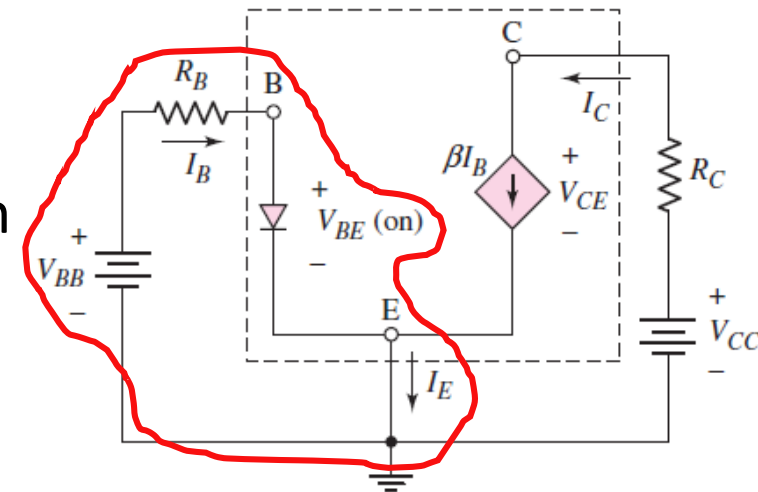 C
R_B
B
I_C
I_B
βI_B
+
V_CE
−
R_C
+
V_BE (on)
−
n
+
V_BB
−
E
+
V_CC
−
I_E